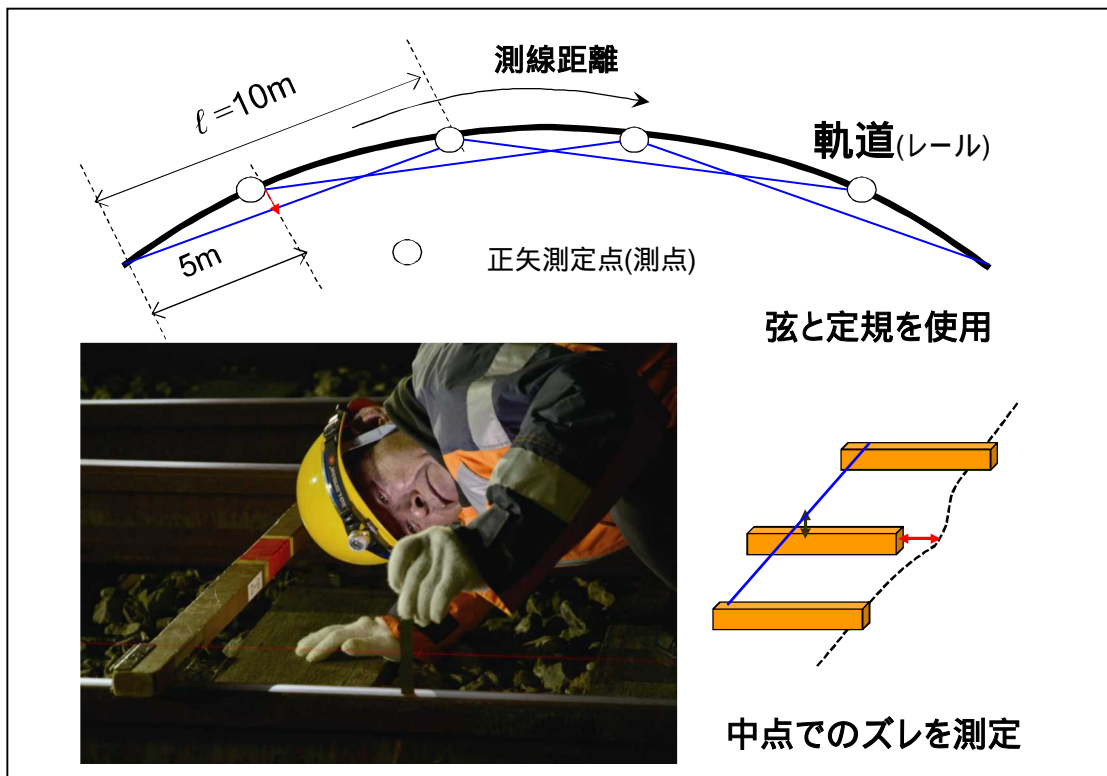 測線距離
ℓ =10m
軌道(レール)
5m
正矢測定点(測点)
弦と定規を使用
中点でのズレを測定